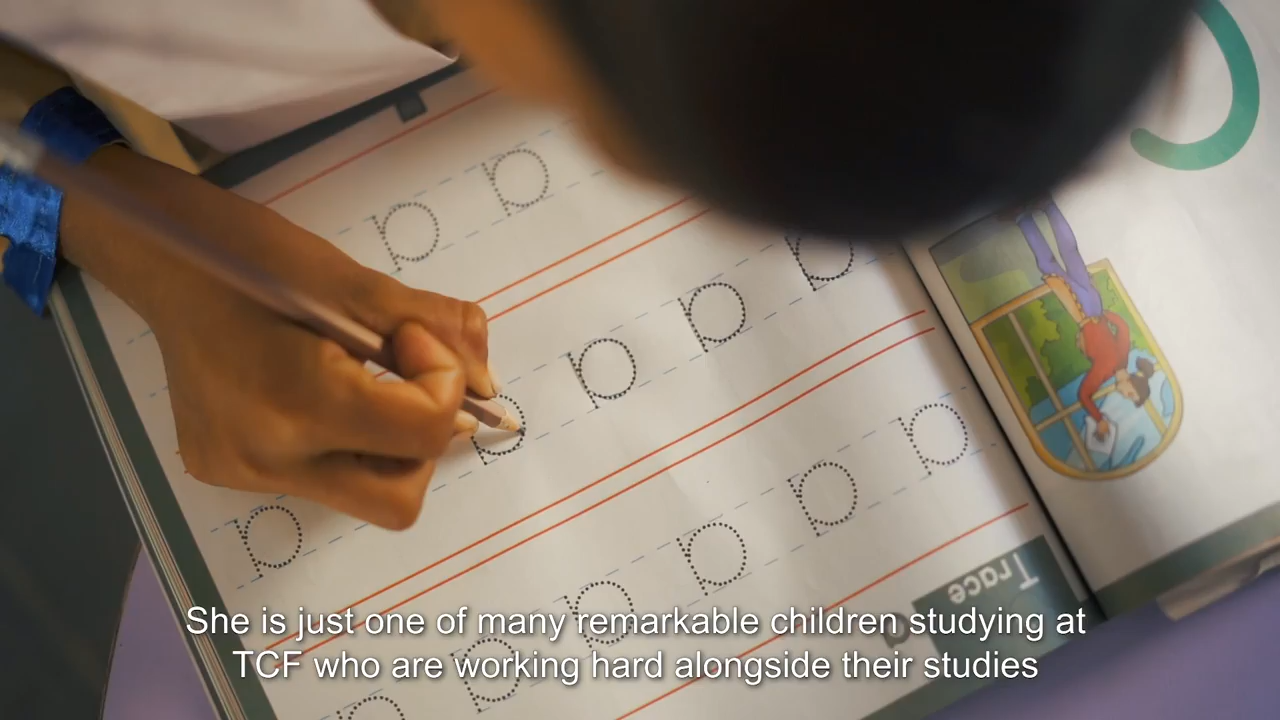 Trace a
a a a a a a
a a a a a
a a
She is just one of many remarkable children studying at
TCF who are working hard alongside their studies